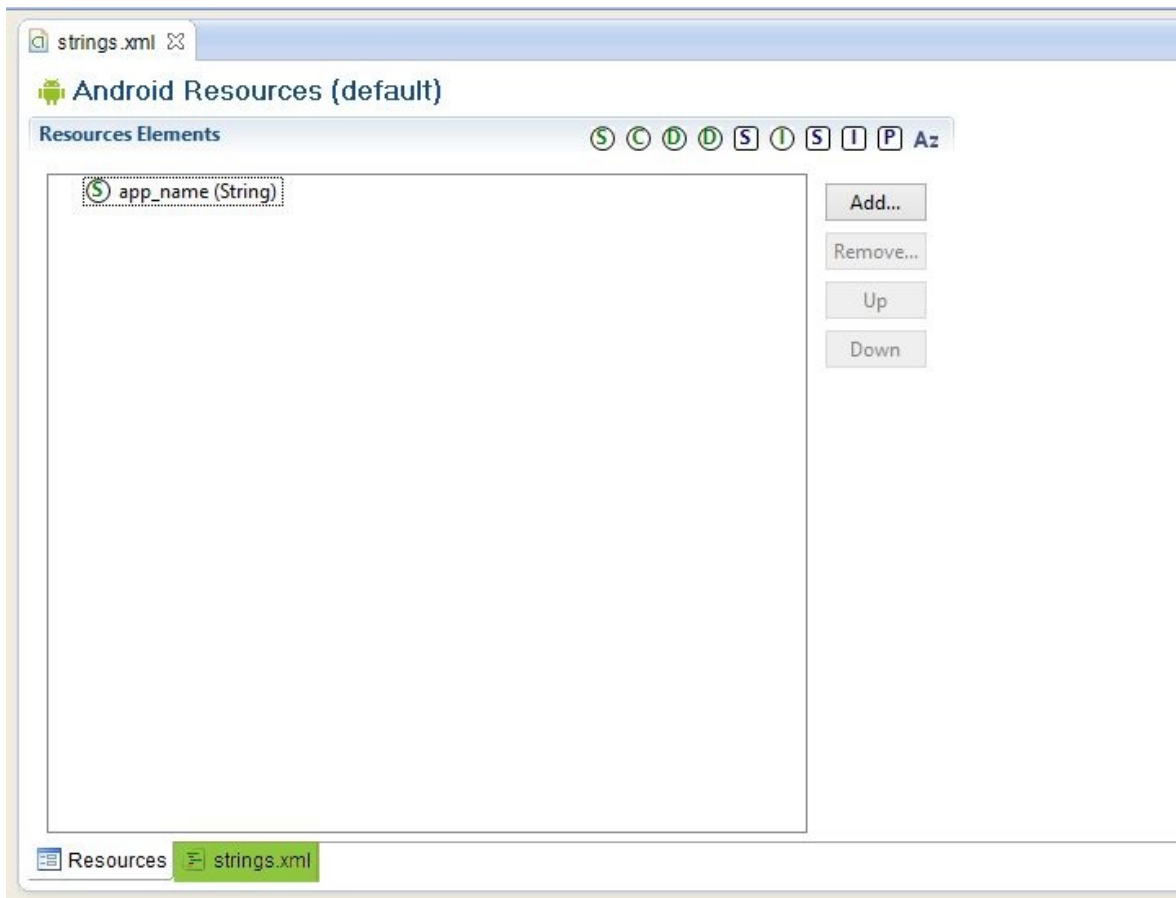 strings.xml
Android Resources (default)
Resources Elements S C D D S I S I P Az
S app_name (String)
Add...
Remove...
Up
Down
Resources strings.xml